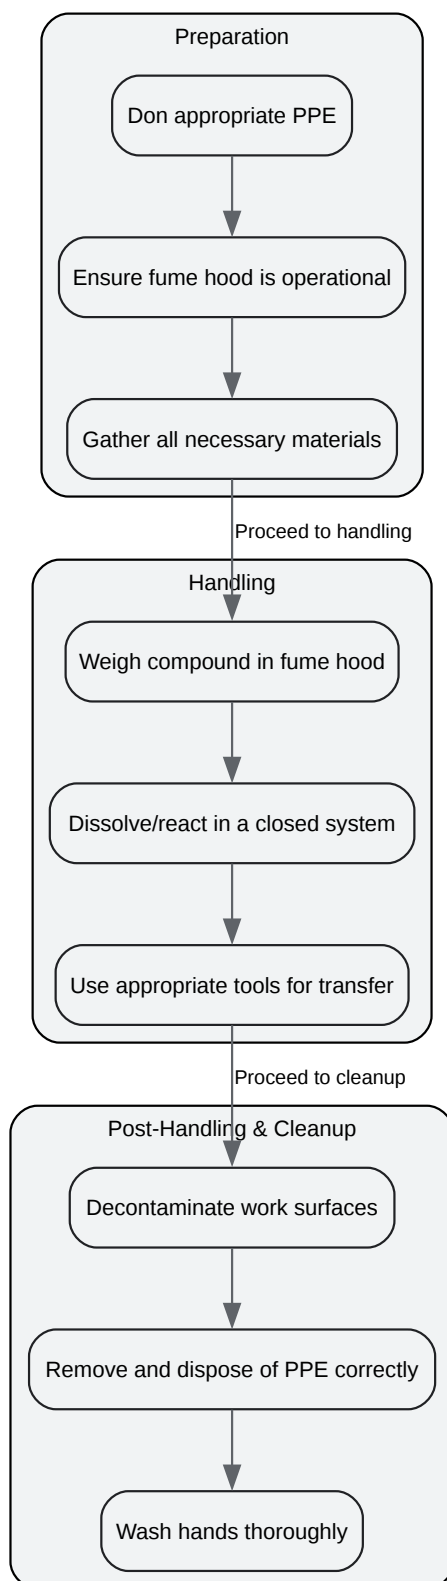 Preparation
Don appropriate PPE
Ensure fume hood is operational
Gather all necessary materials
Proceed to handling
Handling
Weigh compound in fume hood
Dissolve/react in a closed system
Use appropriate tools for transfer
Proceed to cleanup
Post-Handling & Cleanup
Decontaminate work surfaces
Remove and dispose of PPE correctly
Wash hands thoroughly